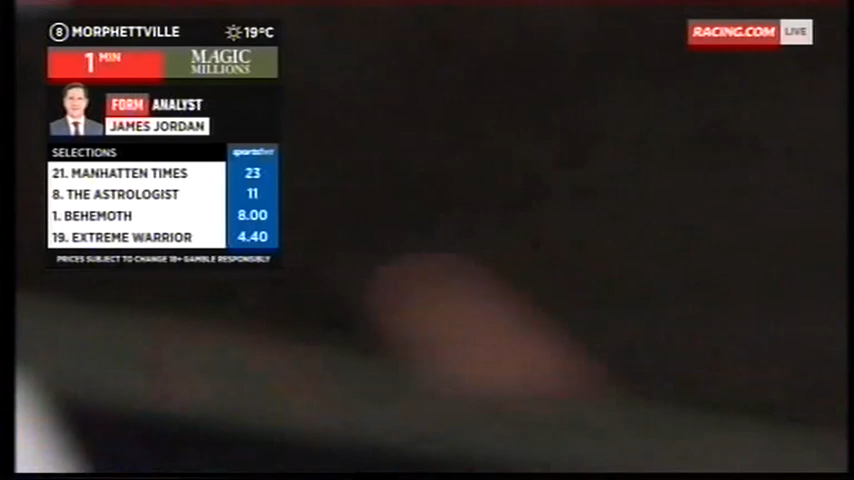 8 MORPHETTVILLE 19°C
1 MIN MAGIC MILLIONS
FORM ANALYST
JAMES JORDAN
SELECTIONS sportsbet
21. MANHATTEN TIMES 23
8. THE ASTROLOGIST 11
1. BEHEMOTH 8.00
19. EXTREME WARRIOR 4.40
PRICES SUBJECT TO CHANGE 18+ GAMBLE RESPONSIBLY
RACING.COM LIVE